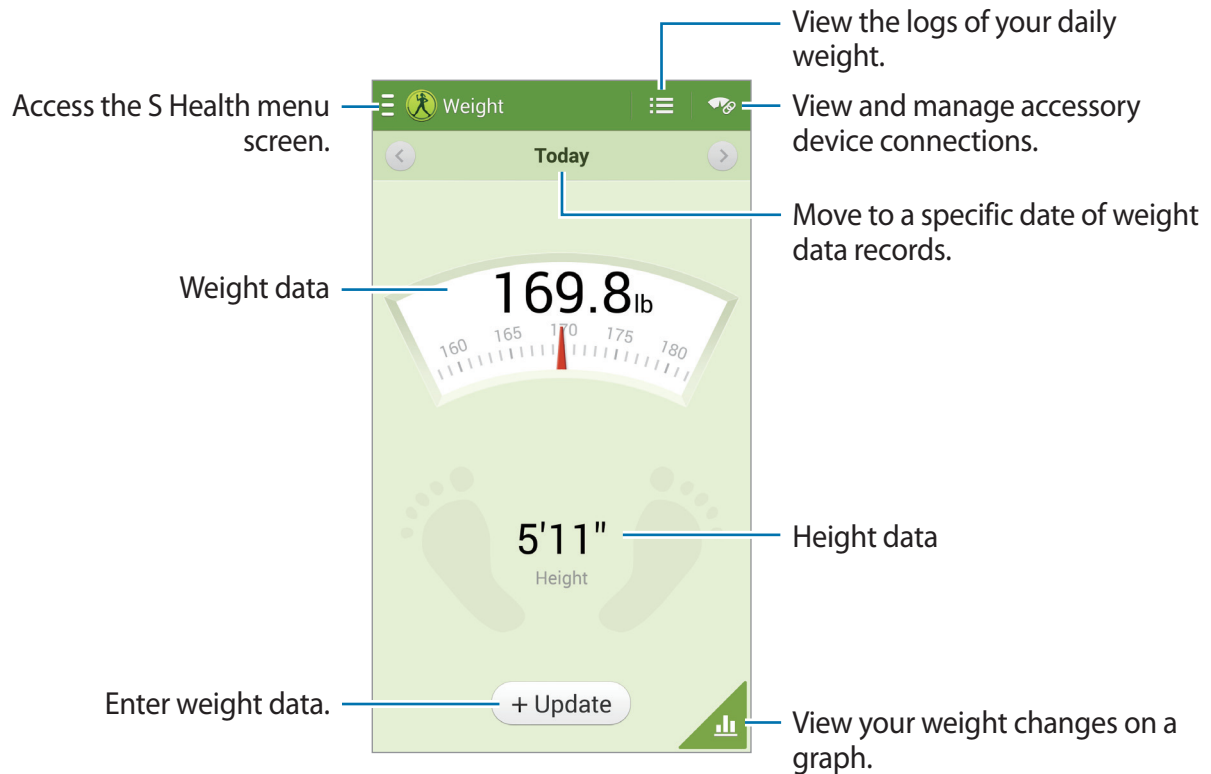 View the logs of your daily
weight.
Access the S Health menu
screen.
Weight
View and manage accessory
device connections.
Today
Move to a specific date of weight
data records.
Weight data
169.8lb
160 165 170 175 180
5'11"
Height
Height data
Enter weight data.
+ Update
View your weight changes on a
graph.